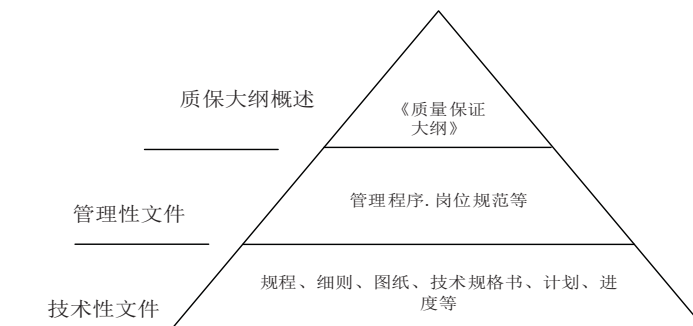 质保大纲概述
《质量保证
大纲》
管理性文件
管理程序.岗位规范等
技术性文件
规程、细则、图纸、技术规格书、计划、进
度等